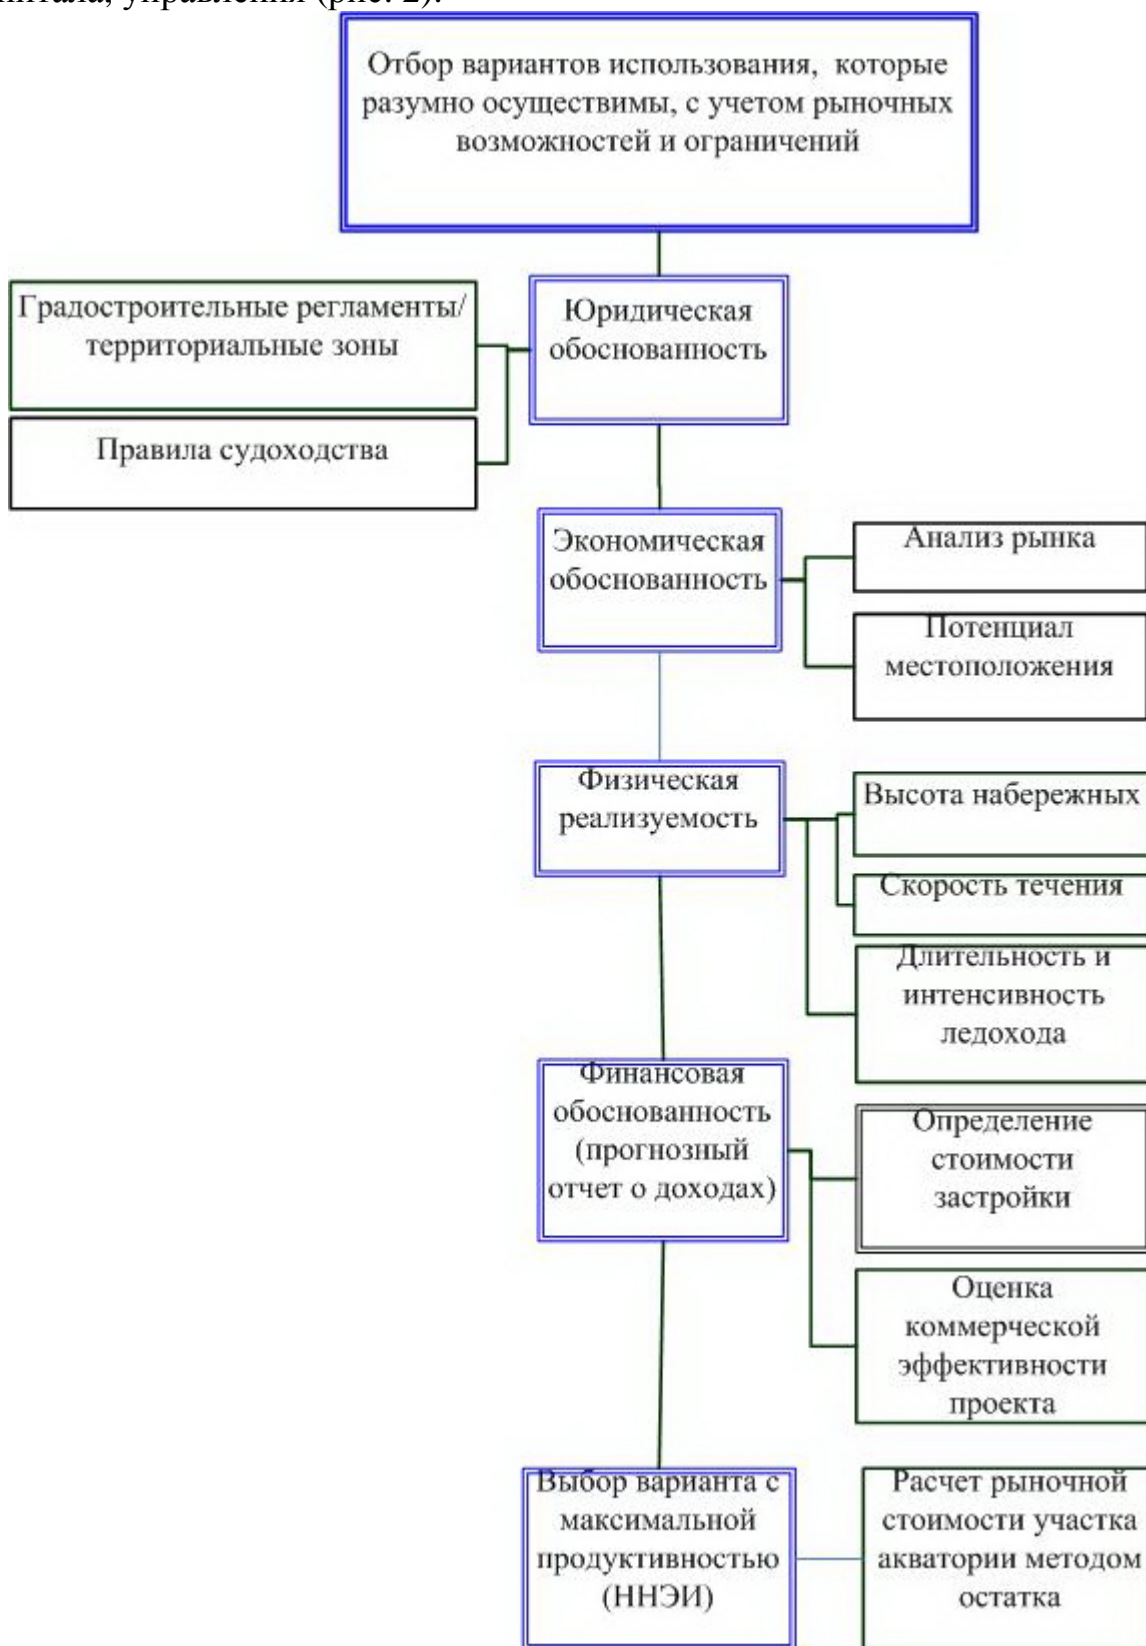 управления (рис. 2).
Отбор вариантов использования, которые
разумно осуществимы, с учетом рыночных
возможностей и ограничений
Градостроительные регламенты/
территориальные зоны
Юридическая
обоснованность
Правила судоходства
Экономическая
обоснованность
Анализ рынка
Потенциал
местоположения
Физическая
реализуемость
Высота набережных
Скорость течения
Длительность и
интенсивность
ледохода
Финансовая
обоснованность
(прогнозный
отчет о доходах)
Определение
стоимости
застройки
Оценка
коммерческой
эффективности
проекта
Выбор варианта с
максимальной
продуктивностью
(ННЭИ)
Расчет рыночной
стоимости участка
акватории методом
остатка